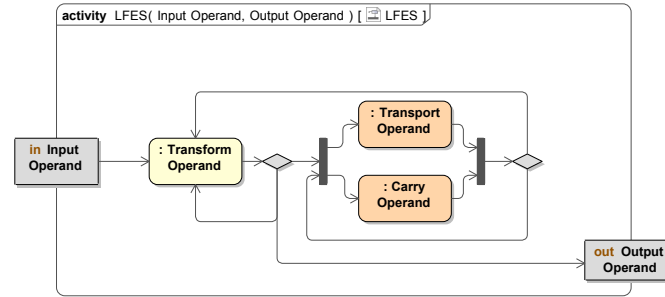 activity LFES( Input Operand, Output Operand ) [ LFES ]
in Input
Operand
: Transform
Operand
: Transport
Operand
: Carry
Operand
out Output
Operand